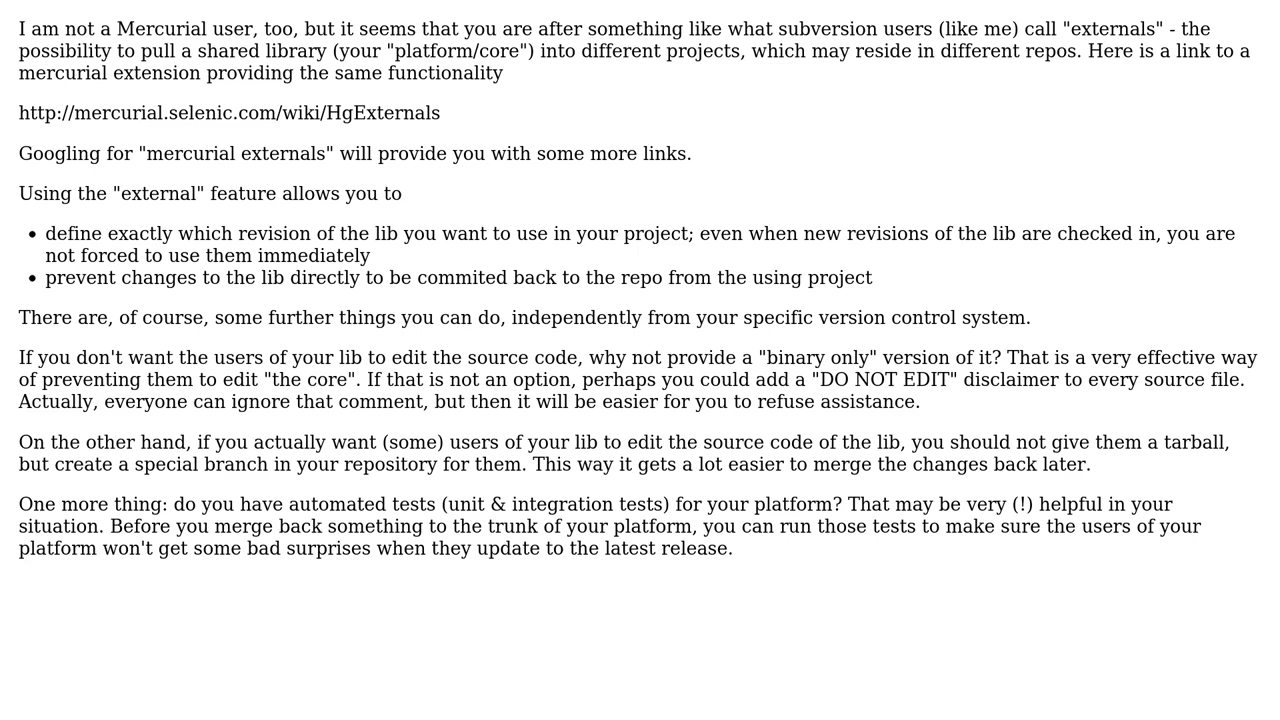 I am not a Mercurial user, too, but it seems that you are after something like what subversion users (like me) call "externals" - the
possibility to pull a shared library (your "platform/core") into different projects, which may reside in different repos. Here is a link to a
mercurial extension providing the same functionality
http://mercurial.selenic.com/wiki/HgExternals
Googling for "mercurial externals" will provide you with some more links.
Using the "external" feature allows you to
• define exactly which revision of the lib you want to use in your project; even when new revisions of the lib are checked in, you are
not forced to use them immediately
• prevent changes to the lib directly to be commited back to the repo from the using project
There are, of course, some further things you can do, independently from your specific version control system.
If you don't want the users of your lib to edit the source code, why not provide a "binary only" version of it? That is a very effective way
of preventing them to edit "the core". If that is not an option, perhaps you could add a "DO NOT EDIT" disclaimer to every source file.
Actually, everyone can ignore that comment, but then it will be easier for you to refuse assistance.
On the other hand, if you actually want (some) users of your lib to edit the source code of the lib, you should not give them a tarball,
but create a special branch in your repository for them. This way it gets a lot easier to merge the changes back later.
One more thing: do you have automated tests (unit & integration tests) for your platform? That may be very (!) helpful in your
situation. Before you merge back something to the trunk of your platform, you can run those tests to make sure the users of your
platform won't get some bad surprises when they update to the latest release.